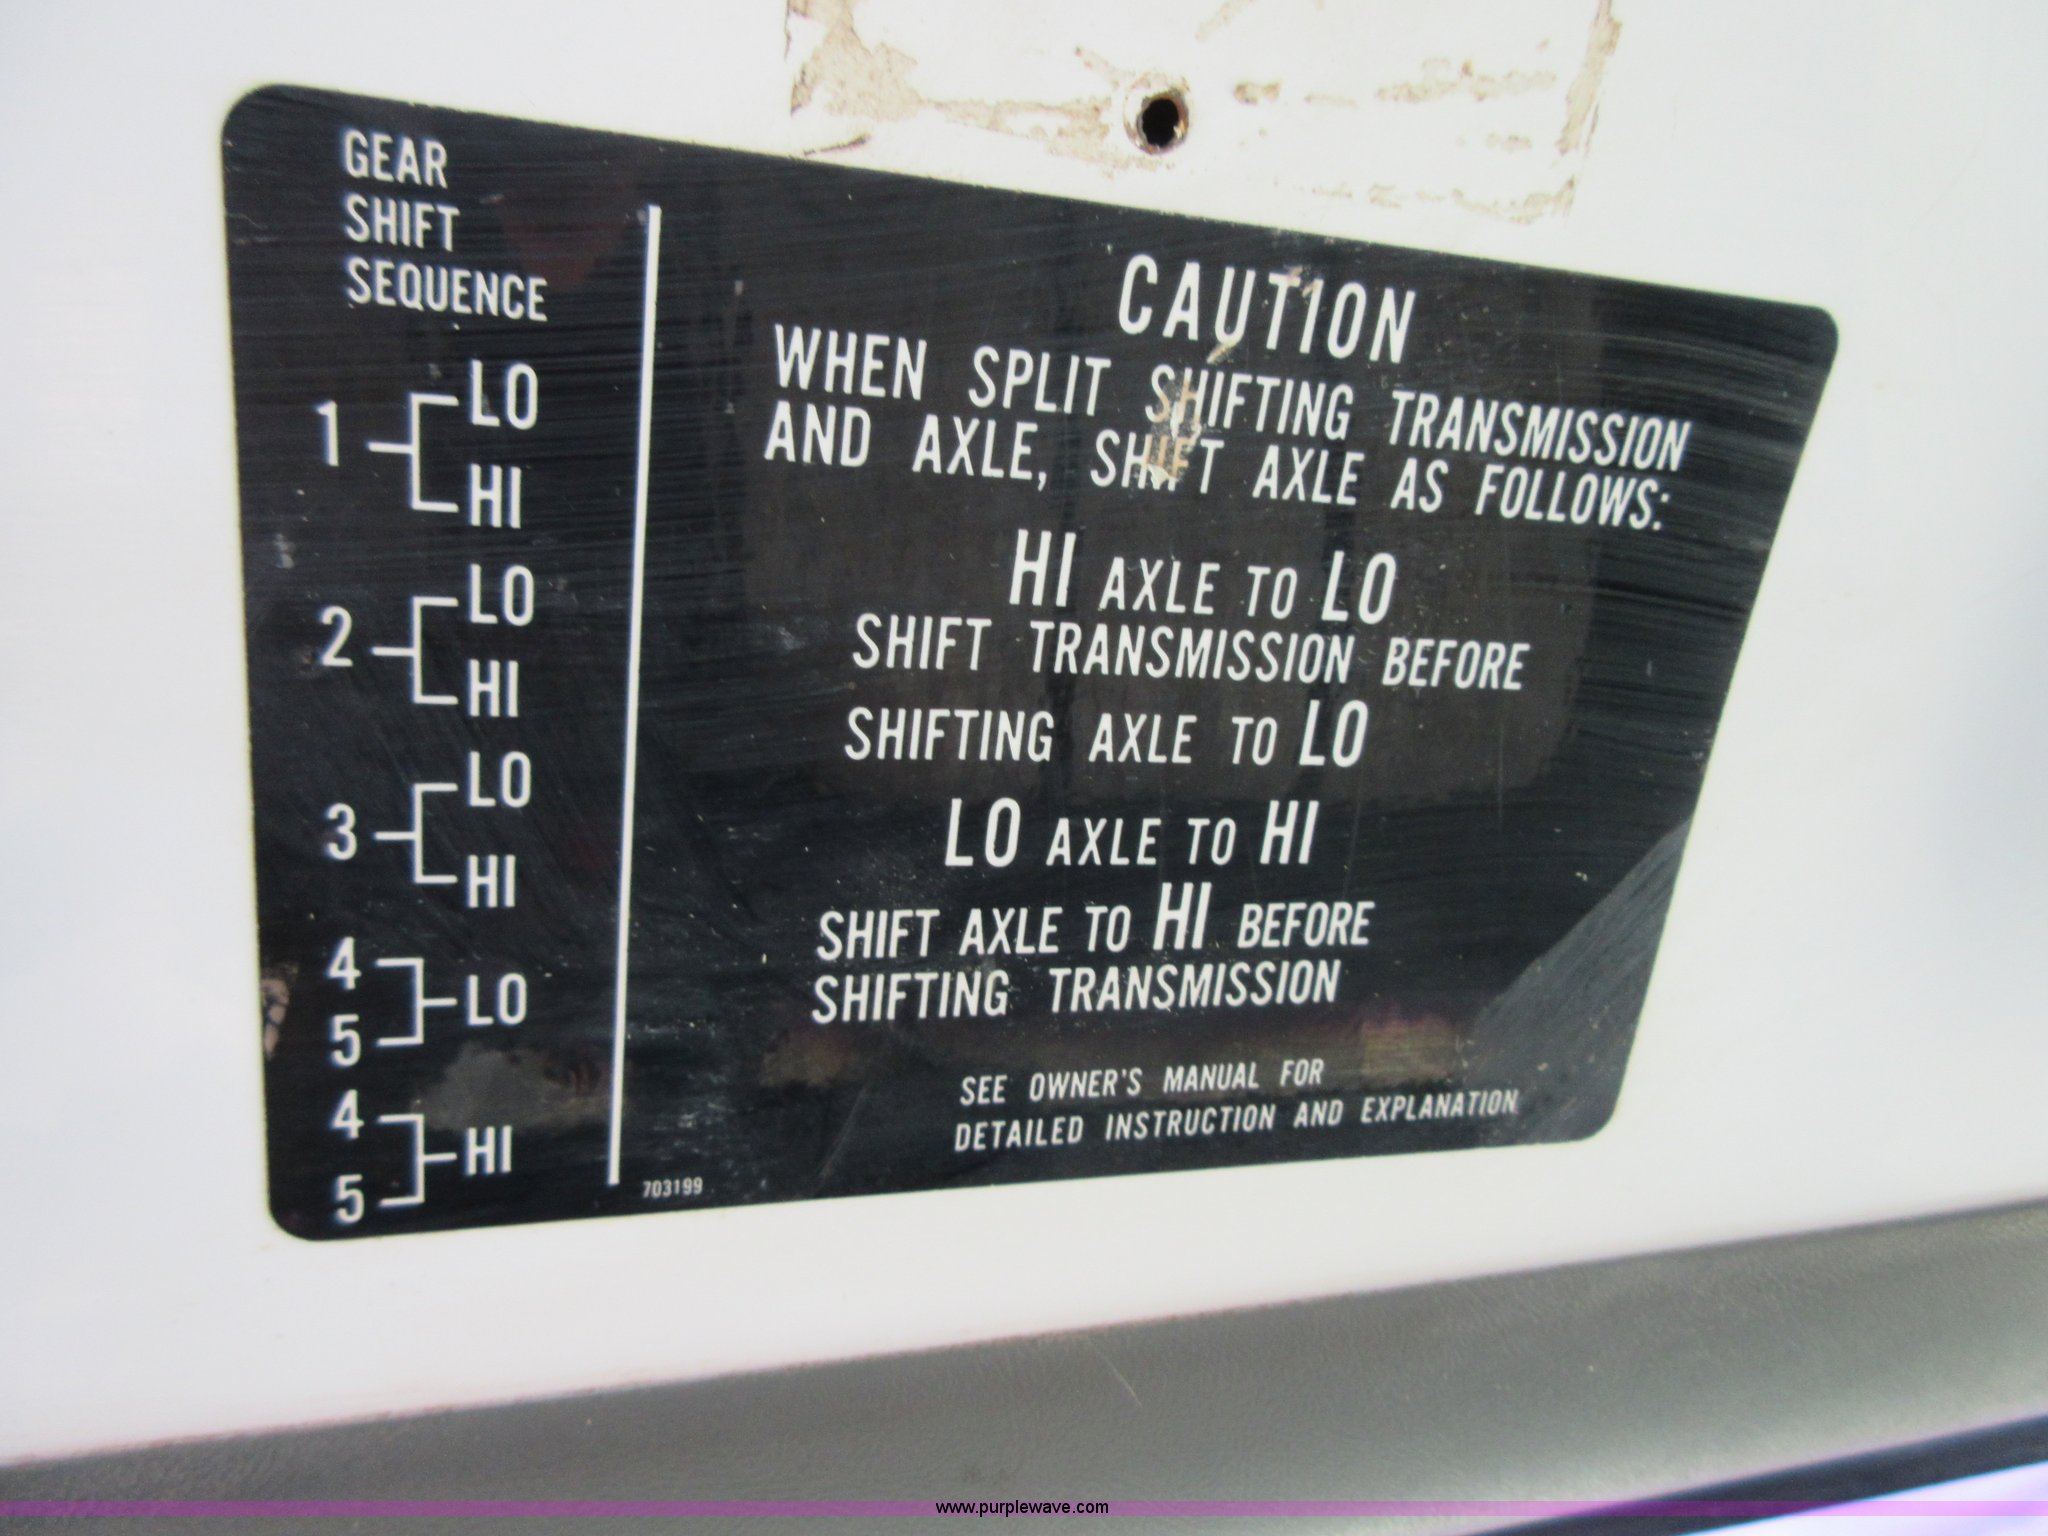 GEAR
SHIFT
SEQUENCE
1
LO
HI
2
LO
HI
3
LO
HI
4
5
LO
4
5
HI
CAUTION
WHEN SPLIT SHIFTING TRANSMISSION
AND AXLE, SHIFT AXLE AS FOLLOWS:
HI AXLE TO LO
SHIFT TRANSMISSION BEFORE
SHIFTING AXLE TO LO
LO AXLE TO HI
SHIFT AXLE TO HI BEFORE
SHIFTING TRANSMISSION
SEE OWNER'S MANUAL FOR
DETAILED INSTRUCTION AND EXPLANATION
703199
www.purplewave.com